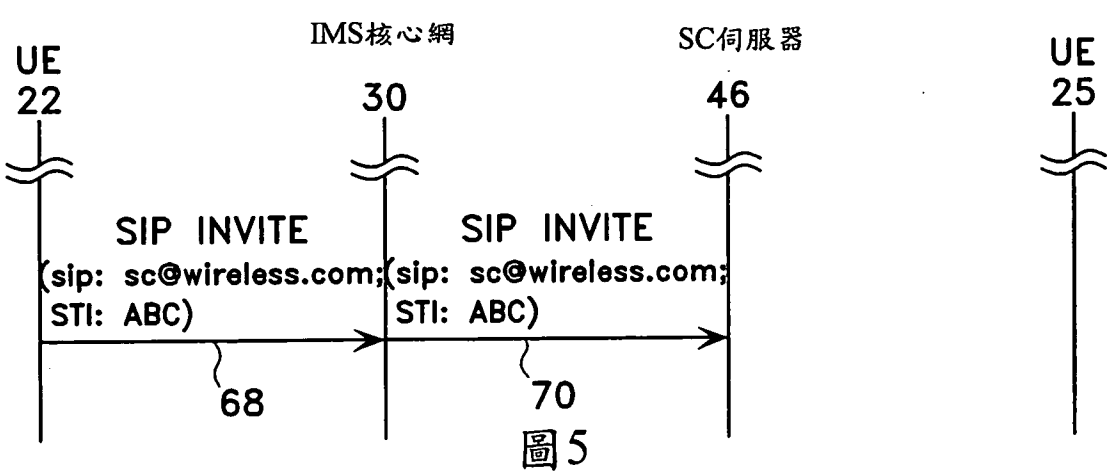 UE
22
IMS核心網
30
SC伺服器
46
UE
25
SIP INVITE
(sip: sc@wireless.com;
STI: ABC)
68
SIP INVITE
(sip: sc@wireless.com;
STI: ABC)
70
圖5